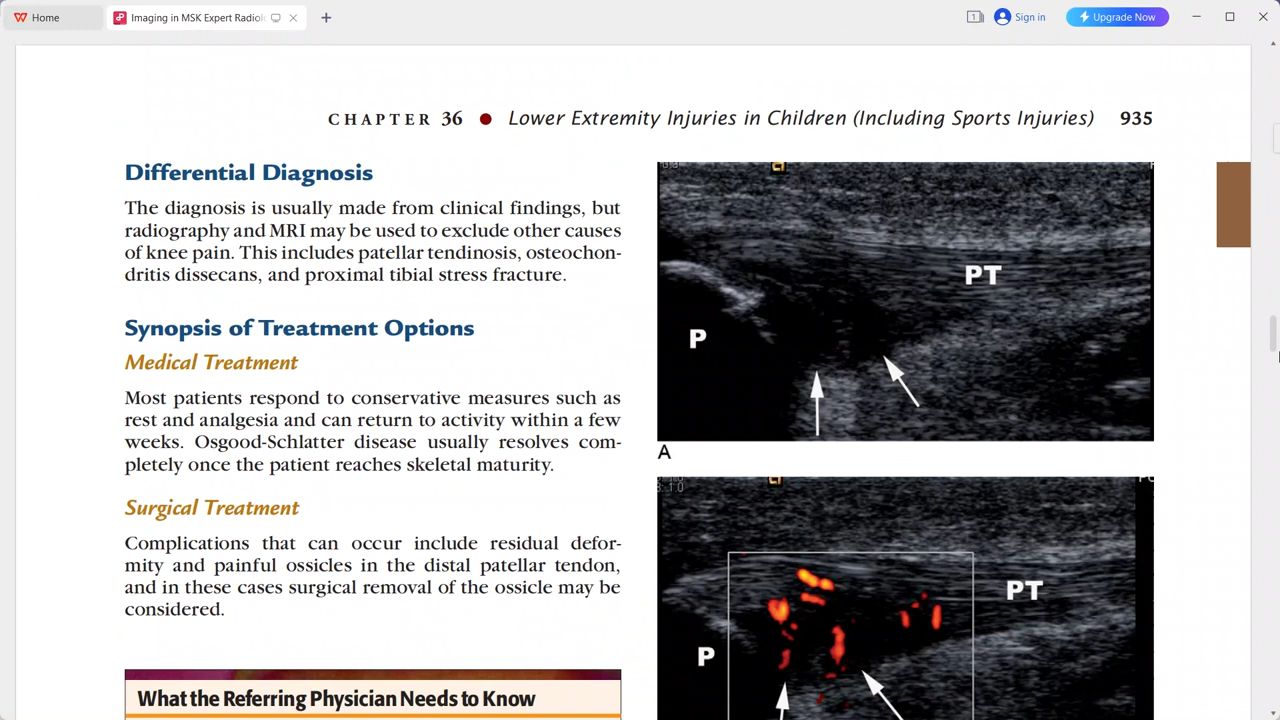 Home
Imaging in MSK Expert Radiol
1
Sign in
Upgrade Now
CHAPTER 36 ● Lower Extremity Injuries in Children (Including Sports Injuries) 935
Differential Diagnosis
The diagnosis is usually made from clinical findings, but
radiography and MRI may be used to exclude other causes
of knee pain. This includes patellar tendinosis, osteochon-
dritis dissecans, and proximal tibial stress fracture.
Synopsis of Treatment Options
Medical Treatment
Most patients respond to conservative measures such as
rest and analgesia and can return to activity within a few
weeks. Osgood-Schlatter disease usually resolves com-
pletely once the patient reaches skeletal maturity.
Surgical Treatment
Complications that can occur include residual defor-
mity and painful ossicles in the distal patellar tendon,
and in these cases surgical removal of the ossicle may be
considered.
What the Referring Physician Needs to Know
PT
P
A
PT
P